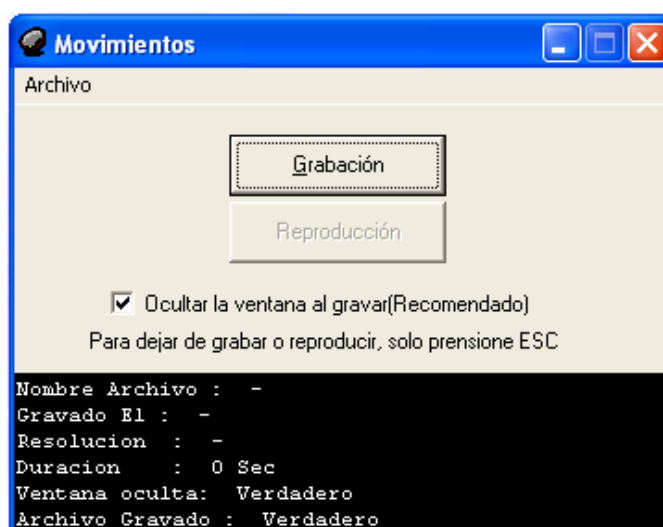 Movimientos
Archivo
Grabación
Reproducción
Ocultar la ventana al gravar(Recomendado)
Para dejar de grabar o reproducir, solo prensione ESC
Nombre Archivo :  -
Gravado El :  -
Resolucion  :  -
Duracion    :  0 Sec
Ventana oculta:  Verdadero
Archivo Gravado :  Verdadero